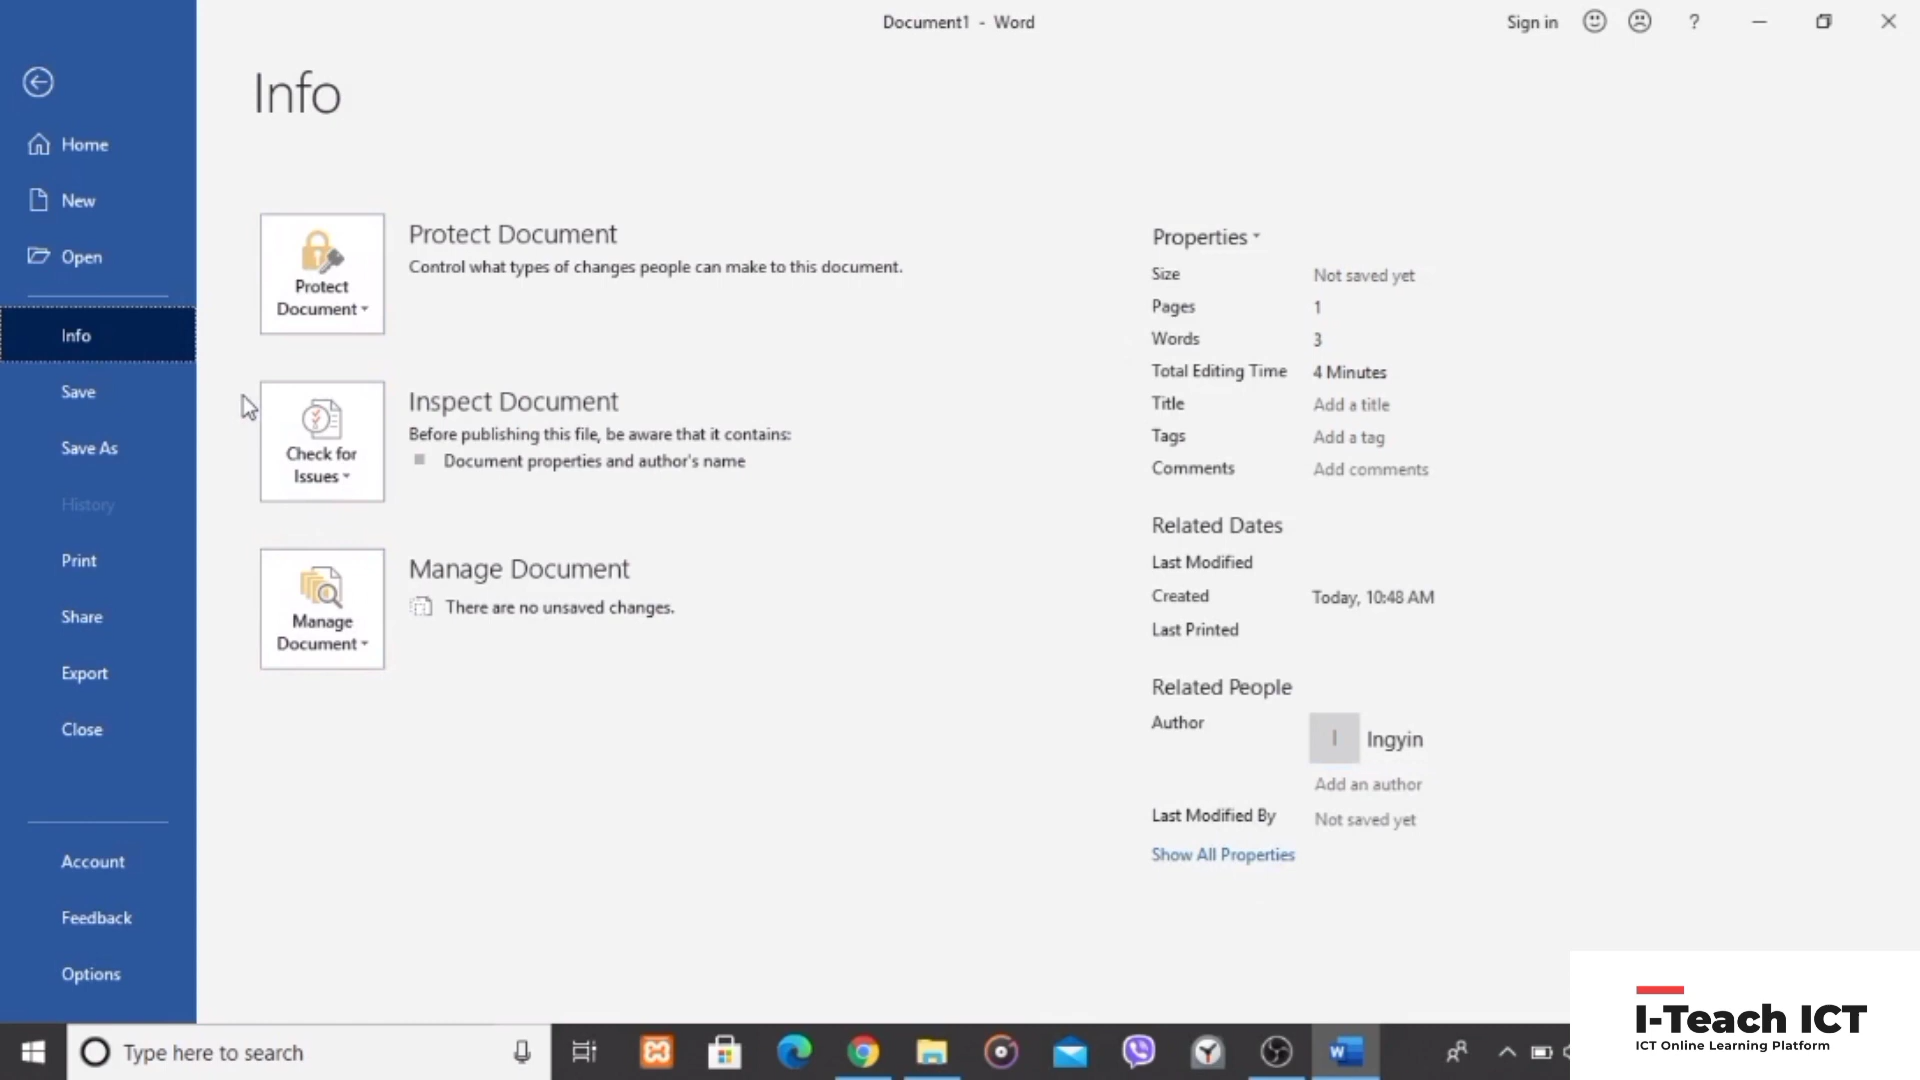 Document1 - Word
Sign in
?
Info
Home
New
Open
Info
Save
Save As
History
Print
Share
Export
Close
Account
Feedback
Options
Protect
Document
Protect Document
Control what types of changes people can make to this document.
Check for
Issues
Inspect Document
Before publishing this file, be aware that it contains:
Document properties and author's name
Manage
Document
Manage Document
There are no unsaved changes.
Properties
Size Not saved yet
Pages 1
Words 3
Total Editing Time 4 Minutes
Title Add a title
Tags Add a tag
Comments Add comments
Related Dates
Last Modified
Created Today, 10:48 AM
Last Printed
Related People
Author
I Ingyin
Add an author
Last Modified By Not saved yet
Show All Properties
Type here to search
W
I-Teach ICT
ICT Online Learning Platform